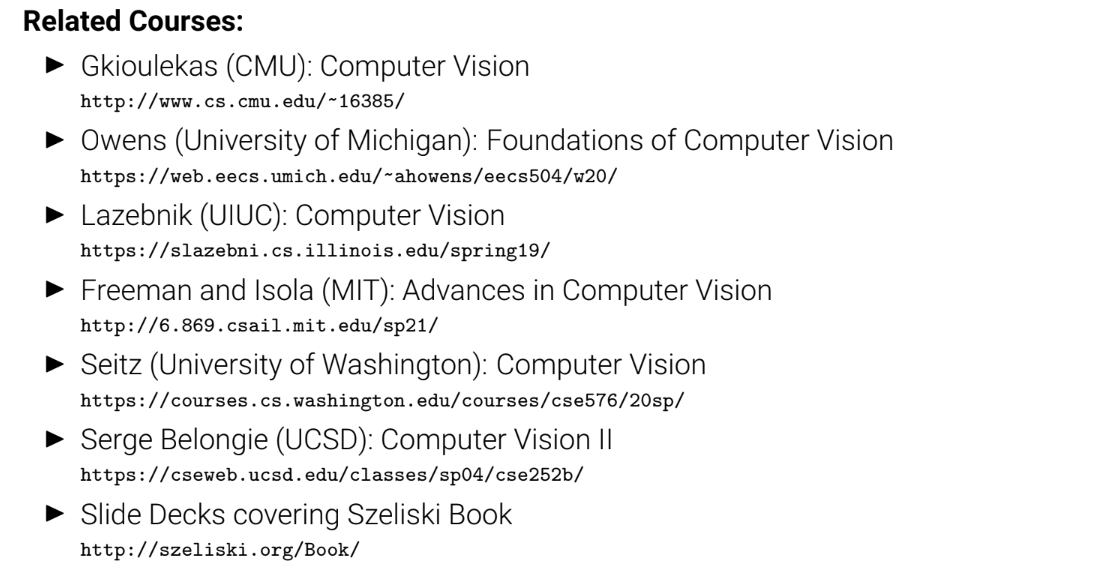 Related Courses:
► Gkioulekas (CMU): Computer Vision
http://www.cs.cmu.edu/~16385/
► Owens (University of Michigan): Foundations of Computer Vision
https://web.eecs.umich.edu/~ahowens/eecs504/w20/
► Lazebnik (UIUC): Computer Vision
https://slazebni.cs.illinois.edu/spring19/
► Freeman and Isola (MIT): Advances in Computer Vision
http://6.869.csail.mit.edu/sp21/
► Seitz (University of Washington): Computer Vision
https://courses.cs.washington.edu/courses/cse576/20sp/
► Serge Belongie (UCSD): Computer Vision II
https://cseweb.ucsd.edu/classes/sp04/cse252b/
► Slide Decks covering Szeliski Book
http://szeliski.org/Book/